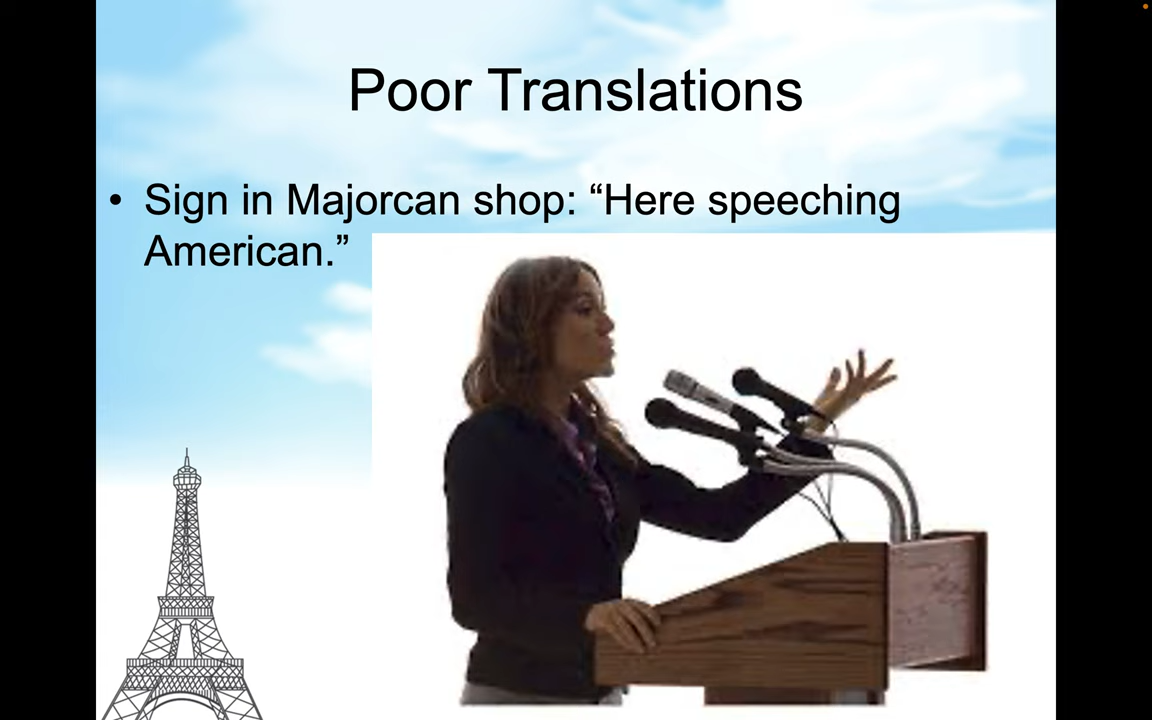 Poor Translations
• Sign in Majorcan shop: “Here speeching
American.”